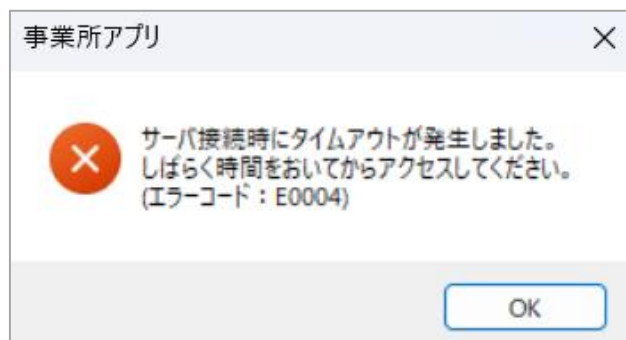 事業所アプリ
サーバ接続時にタイムアウトが発生しました。
しばらく時間をおいてからアクセスしてください。
(エラーコード：E0004)
OK